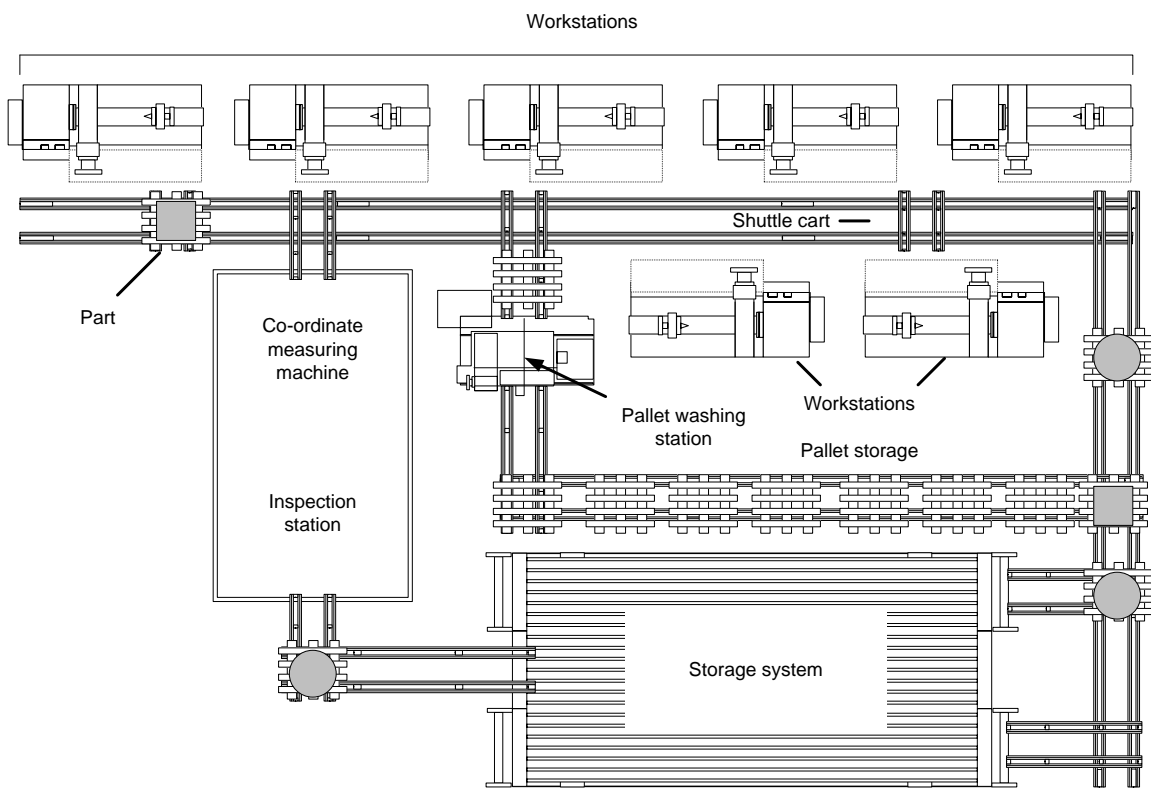 Workstations
Shuttle cart
Part
Co-ordinate
measuring
machine
Pallet washing
station
Workstations
Pallet storage
Inspection
station
Storage system